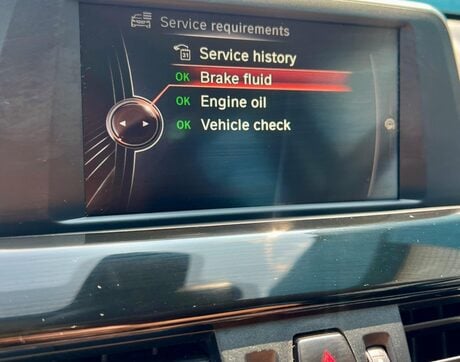 Service requirements
Service history
OK Brake fluid
OK Engine oil
OK Vehicle check